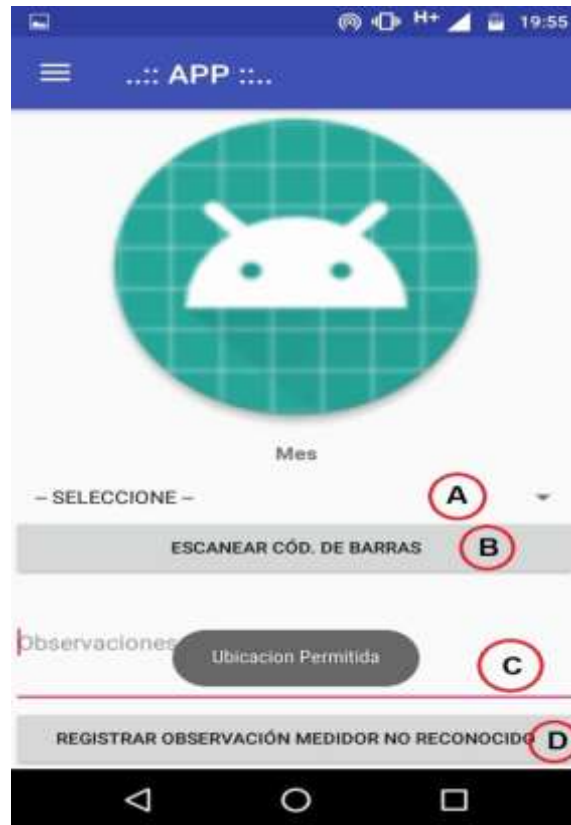 H+ 19:55
..:: APP ::..
Mes
– SELECCIONE –
A
ESCANEAR CÓD. DE BARRAS
B
Observaciones
Ubicacion Permitida
C
REGISTRAR OBSERVACIÓN MEDIDOR NO RECONOCIDO
D